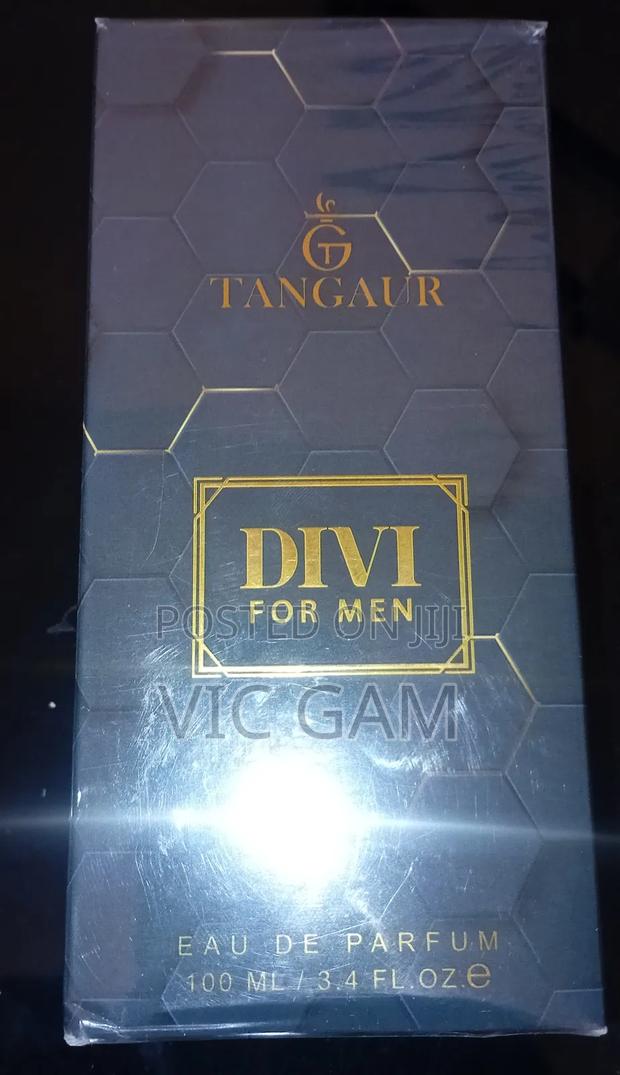 TANGAUR
DIVI
FOR MEN
POSTED ON JIJI
VIC GAM
EAU DE PARFUM
100 ML / 3.4 FL.OZ.e